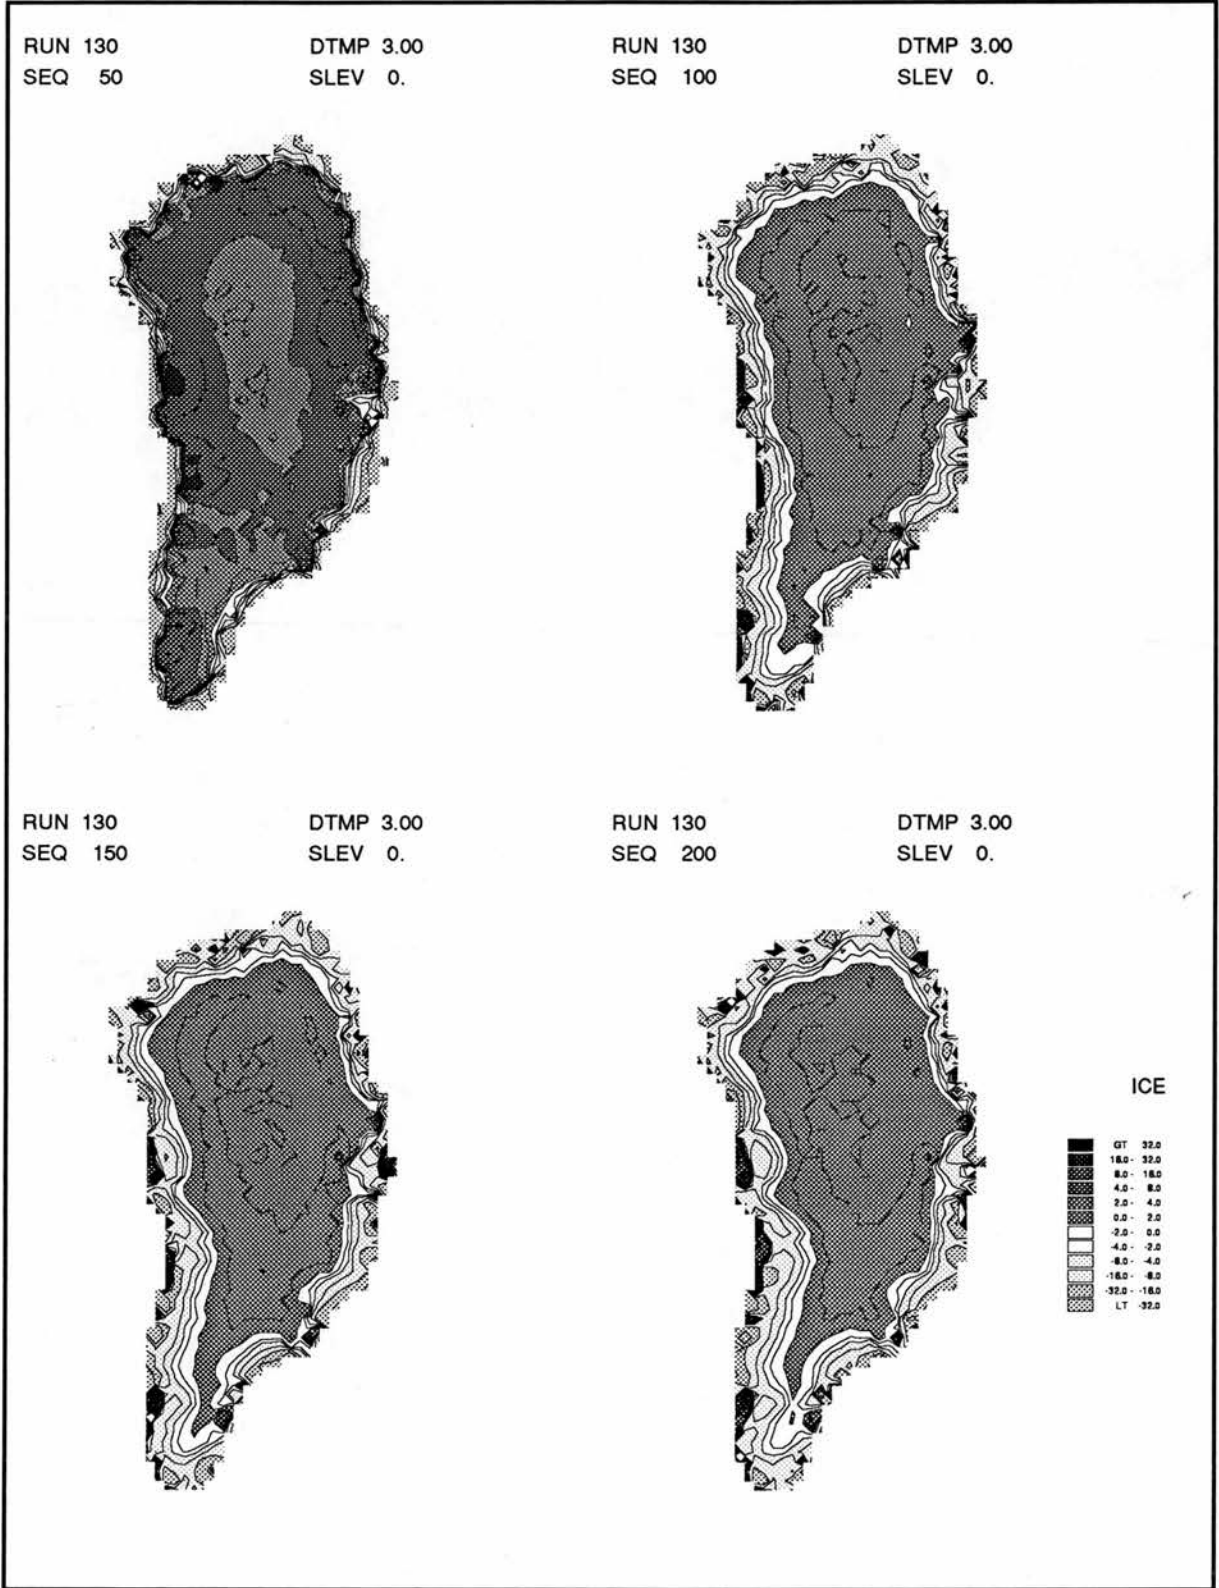 RUN 130 DTMP 3.00
SEQ 50 SLEV 0.
RUN 130 DTMP 3.00
SEQ 100 SLEV 0.
RUN 130 DTMP 3.00
SEQ 150 SLEV 0.
RUN 130 DTMP 3.00
SEQ 200 SLEV 0.
ICE
GT 32.0
16.0 - 32.0
8.0 - 16.0
4.0 - 8.0
2.0 - 4.0
0.0 - 2.0
-2.0 - 0.0
-4.0 - -2.0
-8.0 - -4.0
-16.0 - -8.0
-32.0 - -16.0
LT -32.0